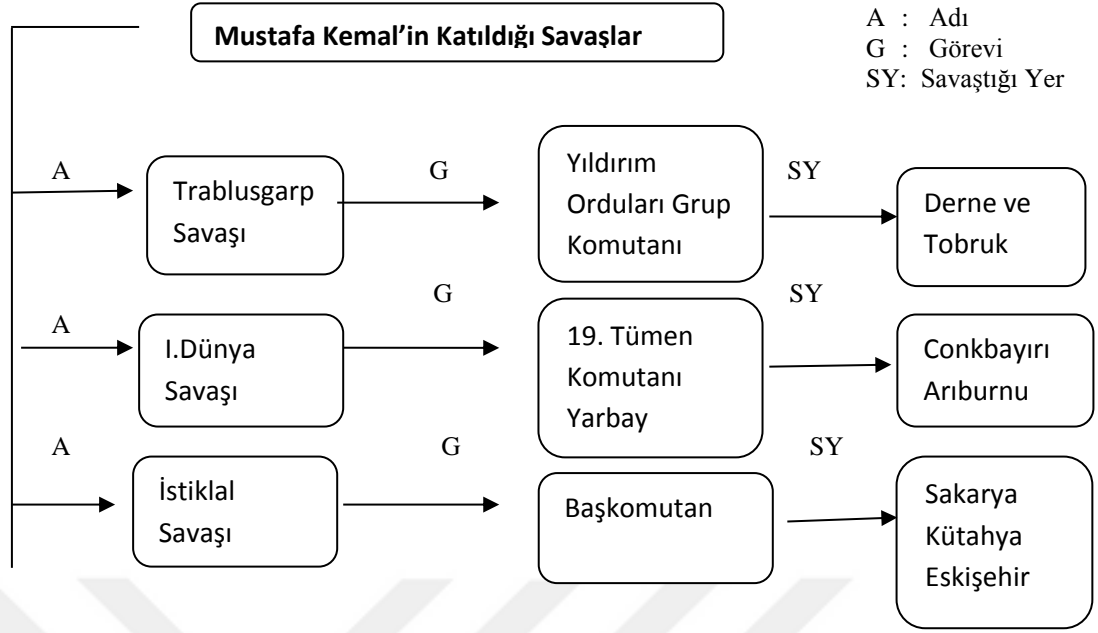 Mustafa Kemal’in Katıldığı Savaşlar
A : Adı
G : Görevi
SY: Savaştığı Yer
A
Trablusgarp
Savaşı
G
Yıldırım
Orduları Grup
Komutanı
SY
Derne ve
Tobruk
A
I.Dünya
Savaşı
G
19. Tümen
Komutanı
Yarbay
SY
Conkbayırı
Arıburnu
A
İstiklal
Savaşı
G
Başkomutan
SY
Sakarya
Kütahya
Eskişehir